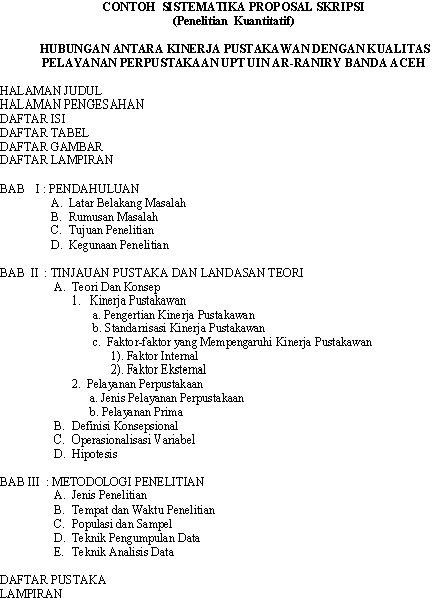 CONTOH SISTEMATIKA PROPOSAL SKRIPSI
(Penelitian Kuantitatif)
HUBUNGAN ANTARA KINERJA PUSTAKAWAN DENGAN KUALITAS
PELAYANAN PERPUSTAKAAN UPT UIN AR-RANIRY BANDA ACEH
HALAMAN JUDUL
HALAMAN PENGESAHAN
DAFTAR ISI
DAFTAR TABEL
DAFTAR GAMBAR
DAFTAR LAMPIRAN
BAB I : PENDAHULUAN
A. Latar Belakang Masalah
B. Rumusan Masalah
C. Tujuan Penelitian
D. Kegunaan Penelitian
BAB II : TINJAUAN PUSTAKA DAN LANDASAN TEORI
A. Teori Dan Konsep
1. Kinerja Pustakawan
a. Pengertian Kinerja Pustakawan
b. Standarrisasi Kinerja Pustakawan
c. Faktor-faktor yang Mempengaruhi Kinerja Pustakawan
1). Faktor Internal
2). Faktor Eksternal
2. Pelayanan Perpustakaan
a. Jenis Pelayanan Perpustakaan
b. Pelayanan Prima
B. Definisi Konsepsional
C. Operasionalisasi Variabel
D. Hipotesis
BAB III : METODOLOGI PENELITIAN
A. Jenis Penelitian
B. Tempat dan Waktu Penelitian
C. Populasi dan Sampel
D. Teknik Pengumpulan Data
E. Teknik Analisis Data
DAFTAR PUSTAKA
LAMPIRAN